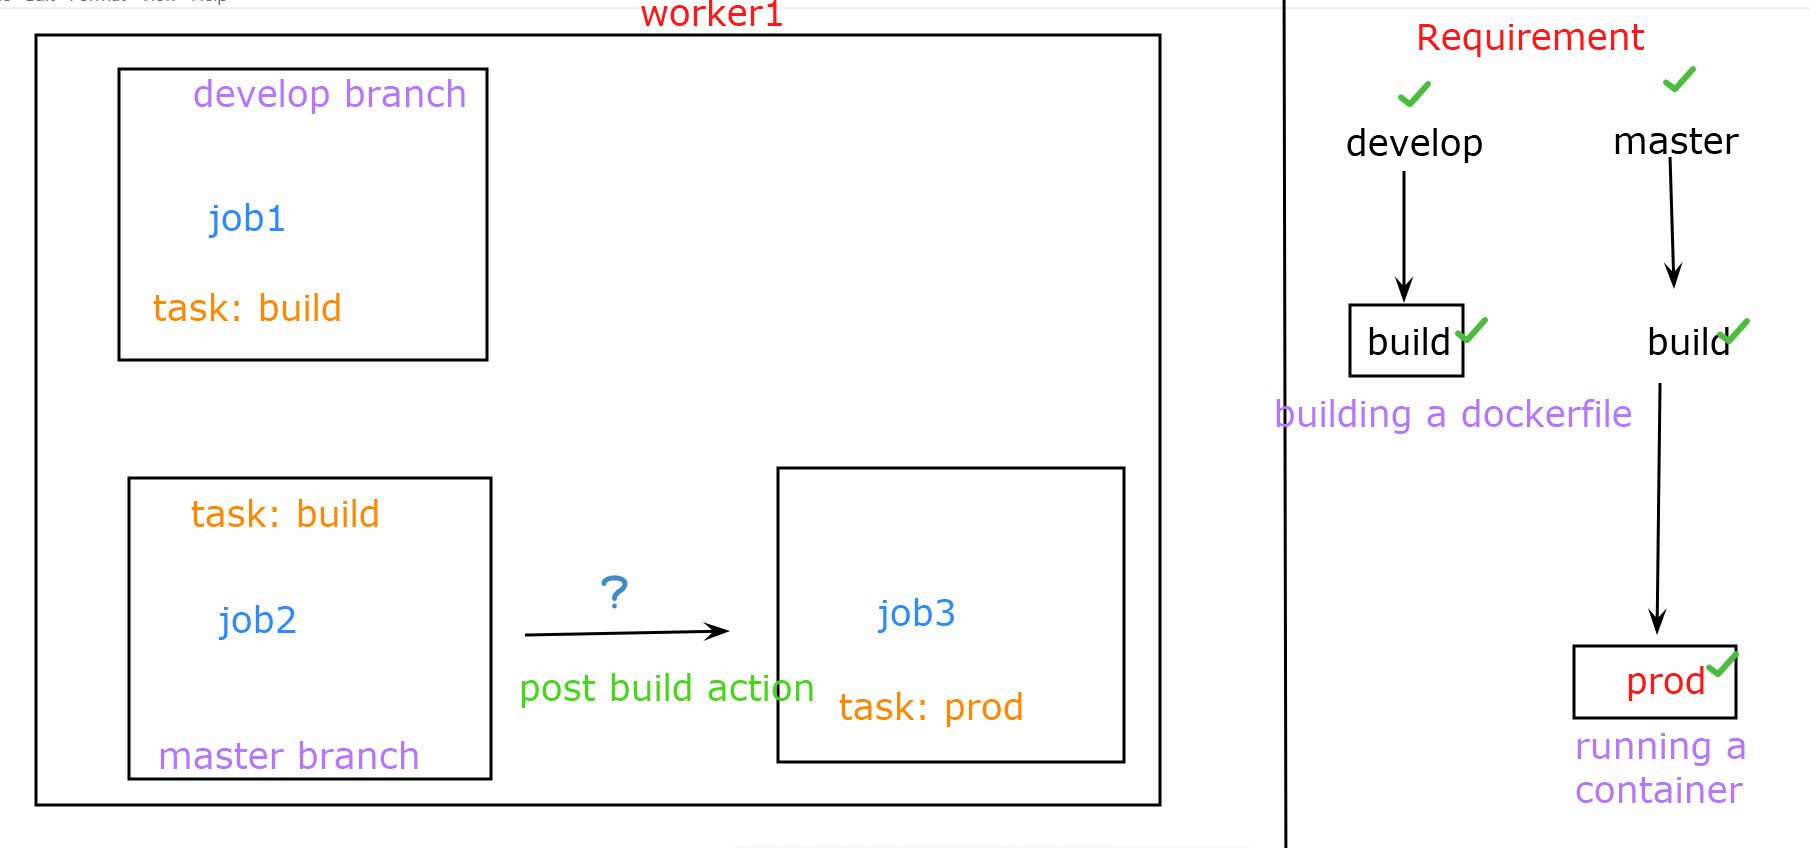 worker1
develop branch
job1
task: build
task: build
job2
master branch
?
post build action
job3
task: prod
Requirement
develop
master
build
build
building a dockerfile
prod
running a
container